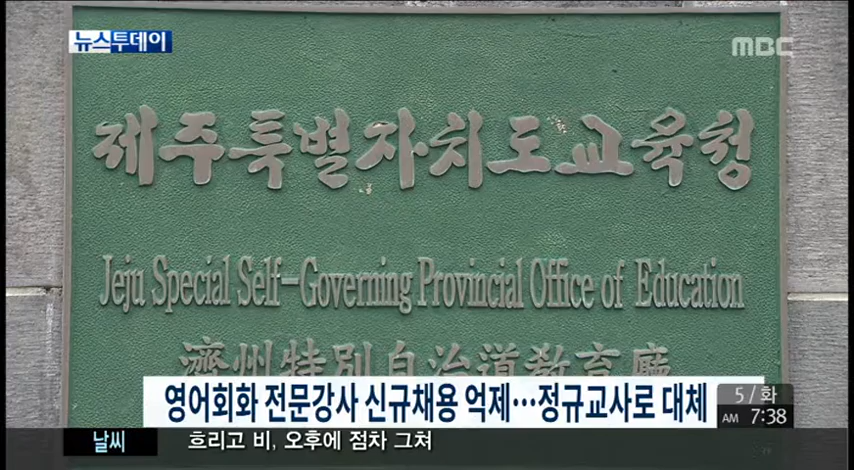 뉴스투데이
MBC
제주특별자치도교육청
Jeju Special Self-Governing Provincial Office of Education
濟州特別自治道教育廳
영어회화 전문강사 신규채용 억제…정규교사로 대체
5/화
AM 7:38
날씨 흐리고 비, 오후에 점차 그쳐